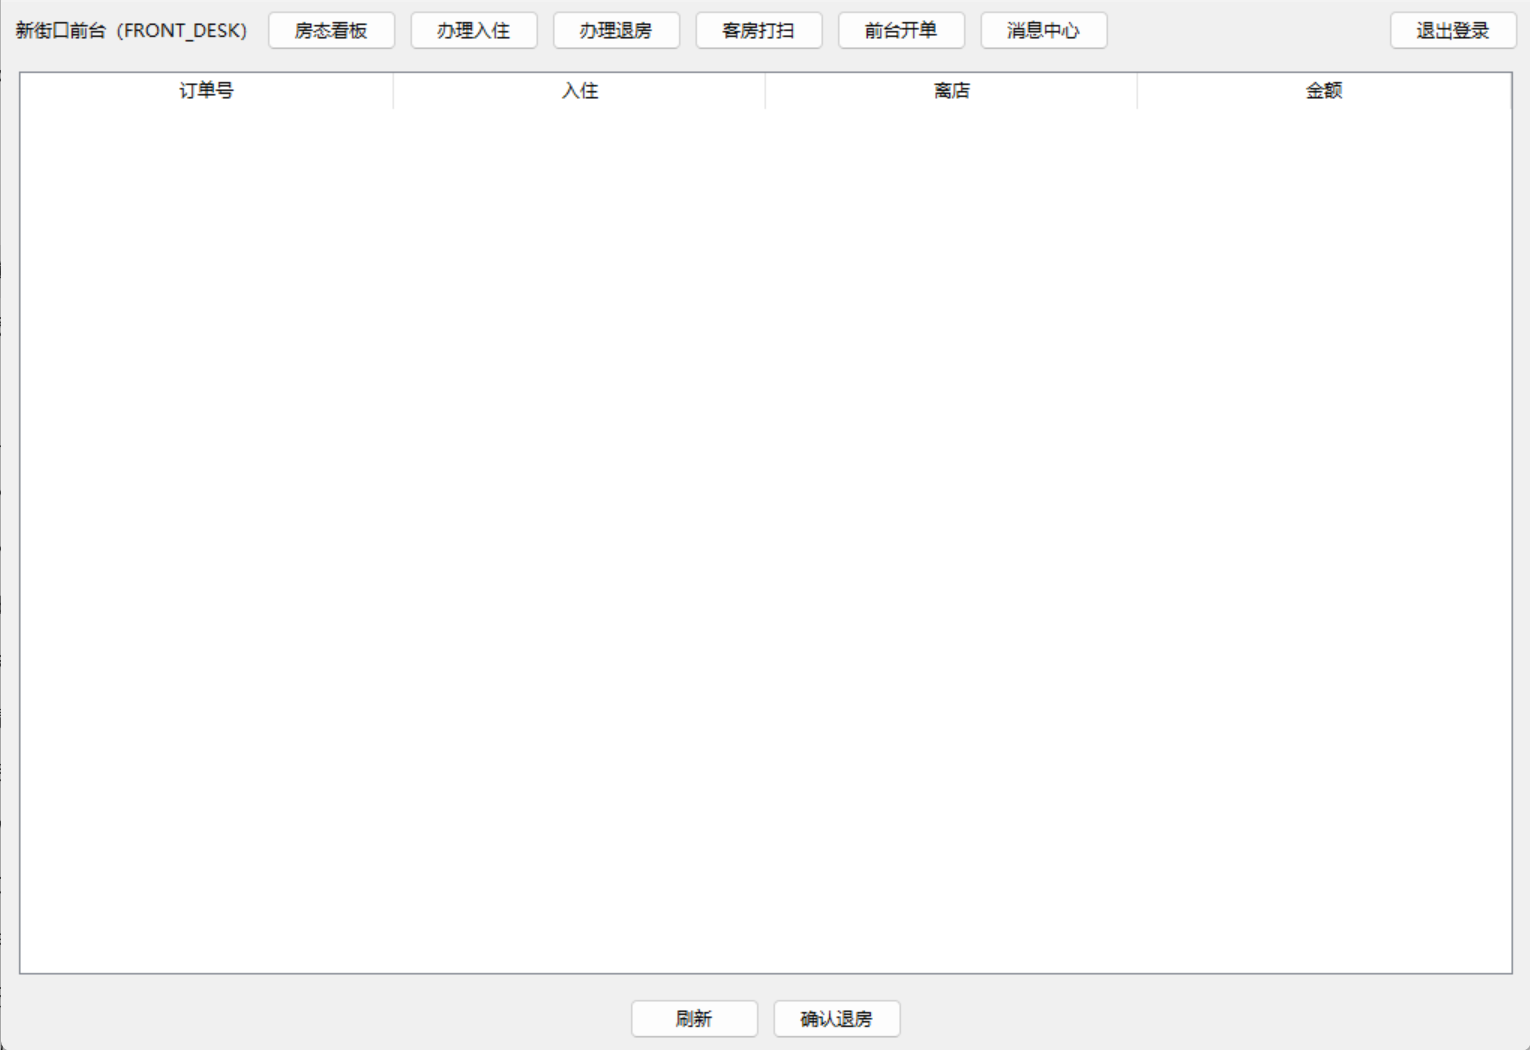 新街口前台（FRONT_DESK） 房态看板 办理入住 办理退房 客房打扫 前台开单 消息中心 退出登录
订单号 入住 离店 金额
刷新 确认退房